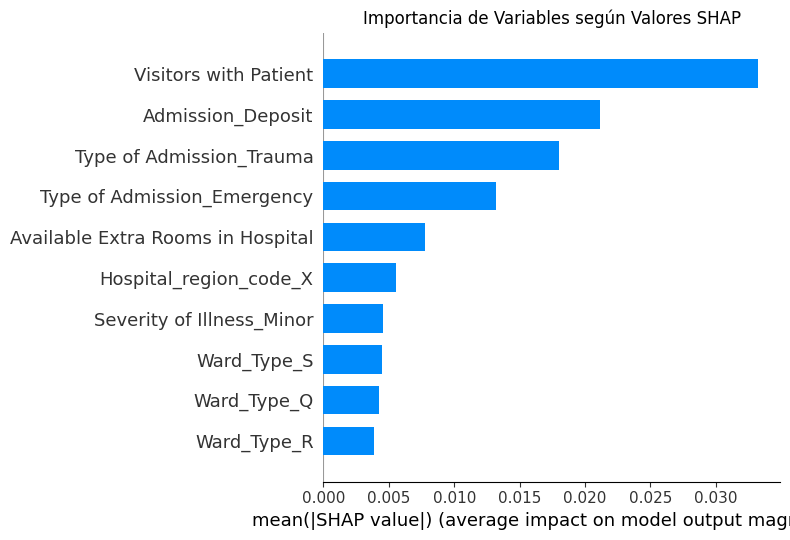 Importancia de Variables según Valores SHAP
Visitors with Patient
Admission_Deposit
Type of Admission_Trauma
Type of Admission_Emergency
Available Extra Rooms in Hospital
Hospital_region_code_X
Severity of Illness_Minor
Ward_Type_S
Ward_Type_Q
Ward_Type_R
0.000 0.005 0.010 0.015 0.020 0.025 0.030
mean(|SHAP value|) (average impact on model output magn